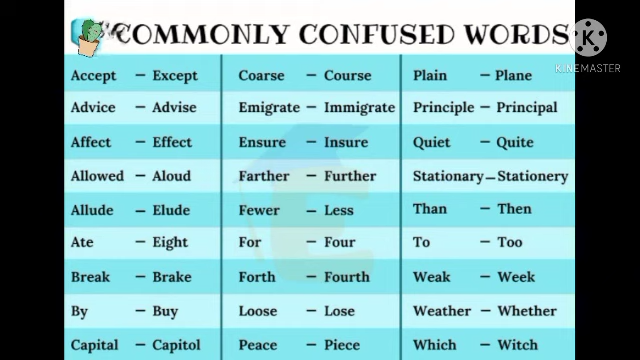 COMMONLY CONFUSED WORDS
KINEMASTER
Accept – Except Coarse – Course Plain – Plane
Advice – Advise Emigrate – Immigrate Principle – Principal
Affect – Effect Ensure – Insure Quiet – Quite
Allowed – Aloud Farther – Further Stationary – Stationery
Allude – Elude Fewer – Less Than – Then
Ate – Eight For – Four To – Too
Break – Brake Forth – Fourth Weak – Week
By – Buy Loose – Lose Weather – Whether
Capital – Capitol Peace – Piece Which – Witch